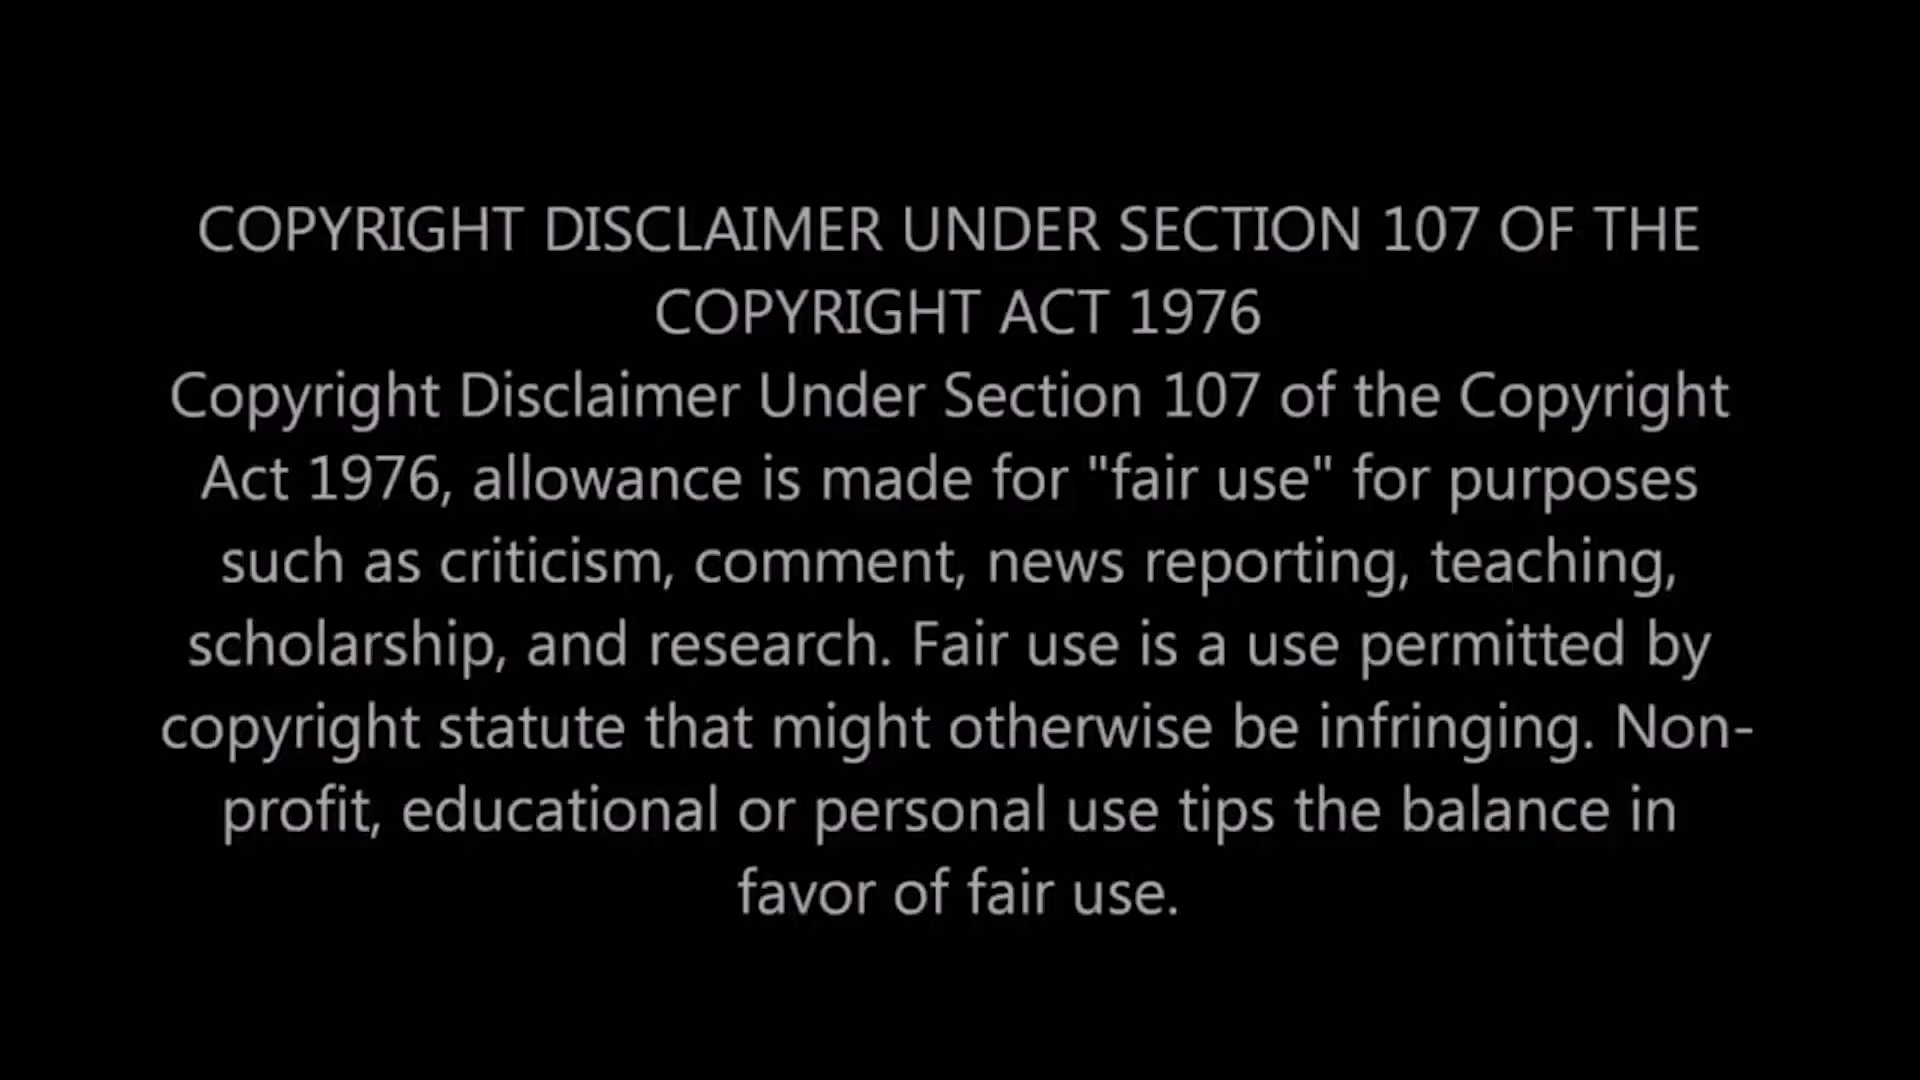 COPYRIGHT DISCLAIMER UNDER SECTION 107 OF THE
COPYRIGHT ACT 1976
Copyright Disclaimer Under Section 107 of the Copyright
Act 1976, allowance is made for "fair use" for purposes
such as criticism, comment, news reporting, teaching,
scholarship, and research. Fair use is a use permitted by
copyright statute that might otherwise be infringing. Non-
profit, educational or personal use tips the balance in
favor of fair use.